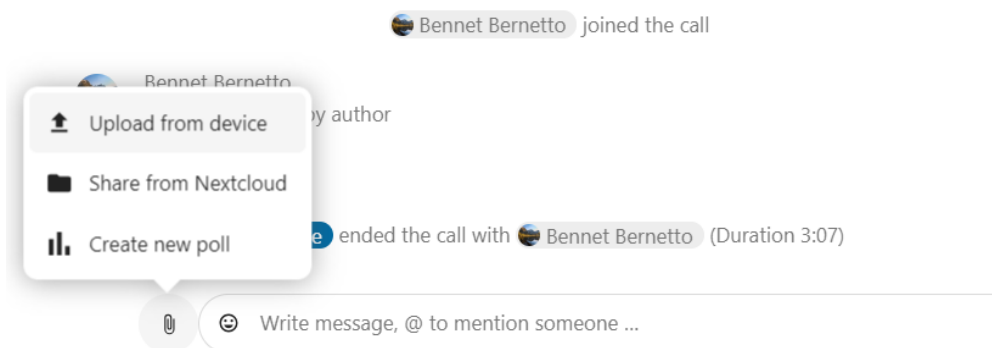 Bennet Bernetto joined the call
Bennet Bernetto
by author
Upload from device
Share from Nextcloud
Create new poll
e ended the call with Bennet Bernetto (Duration 3:07)
Write message, @ to mention someone ...